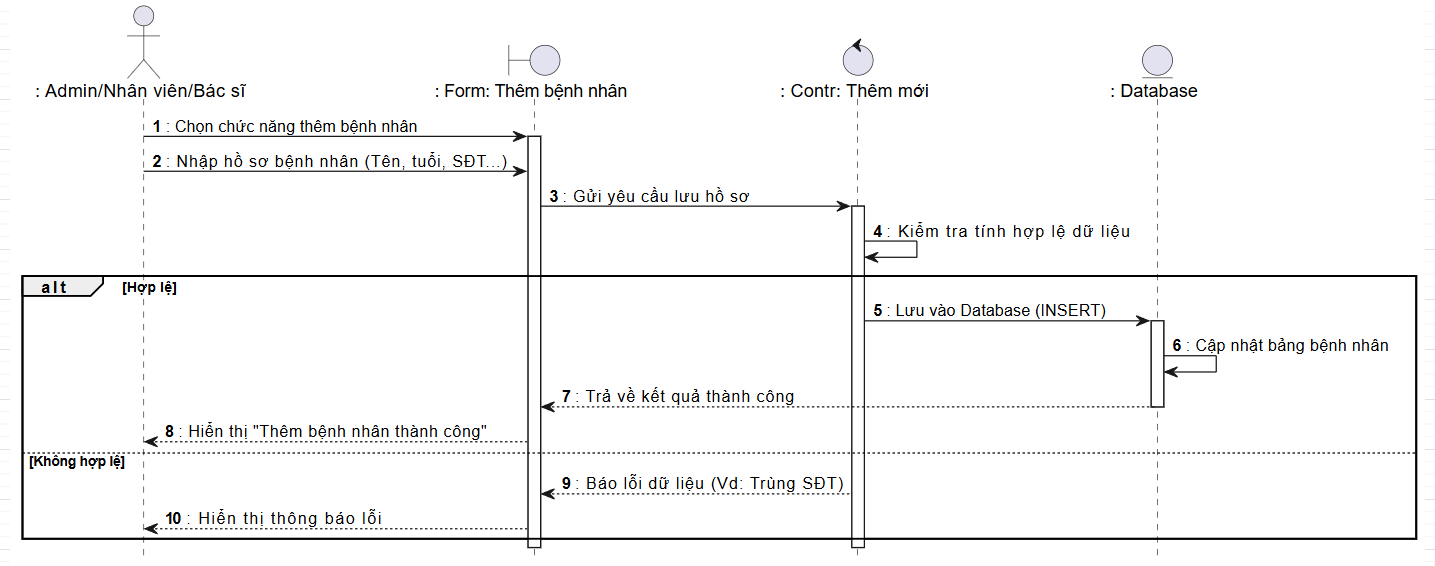 : Admin/Nhân viên/Bác sĩ
: Form: Thêm bệnh nhân
: Contr: Thêm mới
: Database
1 : Chọn chức năng thêm bệnh nhân
2 : Nhập hồ sơ bệnh nhân (Tên, tuổi, SĐT...)
3 : Gửi yêu cầu lưu hồ sơ
4 : Kiểm tra tính hợp lệ dữ liệu
alt [Hợp lệ]
5 : Lưu vào Database (INSERT)
6 : Cập nhật bảng bệnh nhân
7 : Trả về kết quả thành công
8 : Hiển thị "Thêm bệnh nhân thành công"
[Không hợp lệ]
9 : Báo lỗi dữ liệu (Vd: Trùng SĐT)
10 : Hiển thị thông báo lỗi